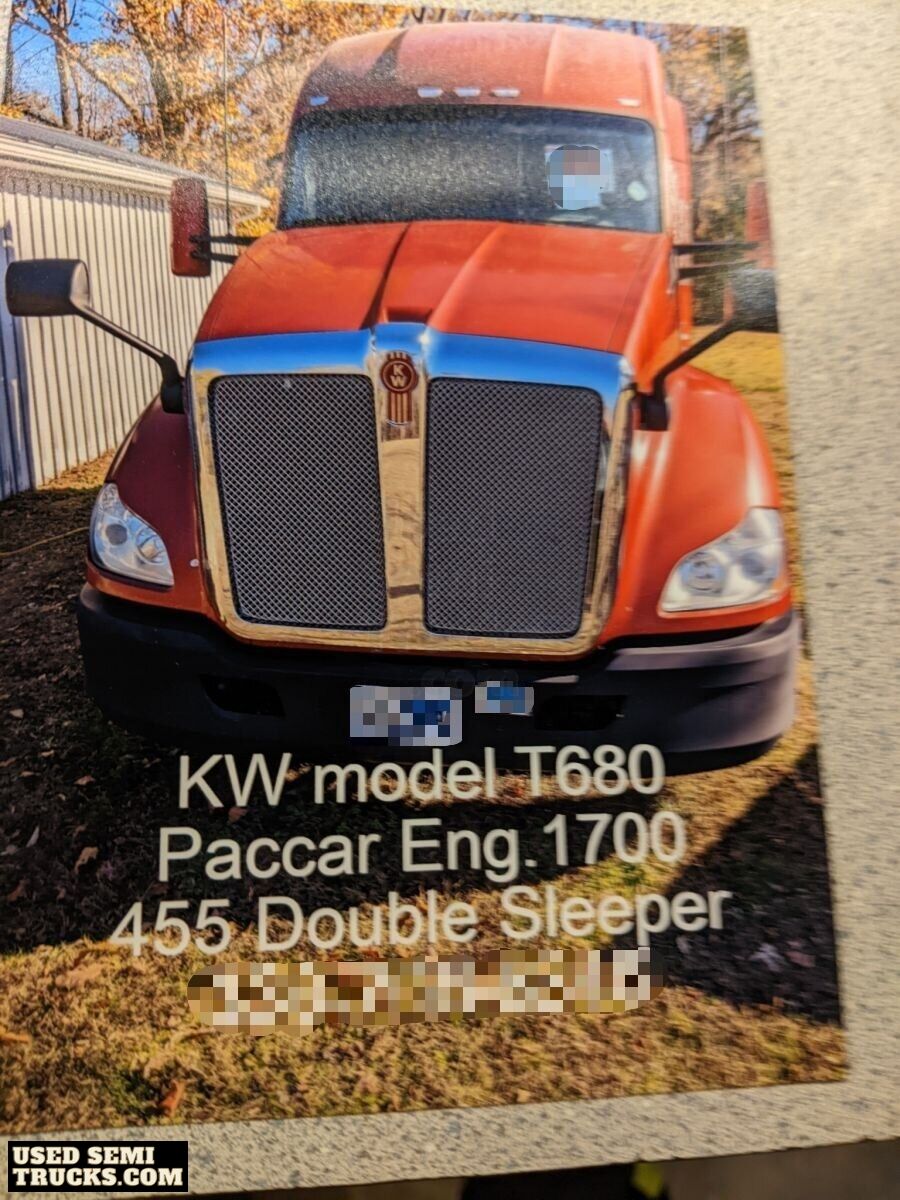 KW
KW model T680
Paccar Eng.1700
455 Double Sleeper
USED SEMI
TRUCKS.COM